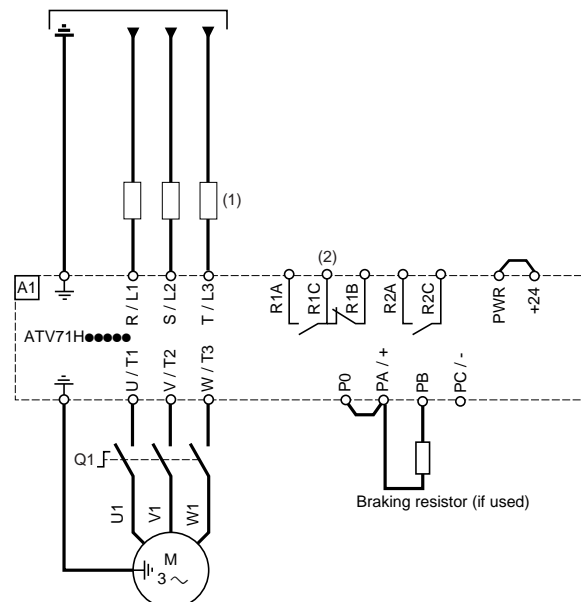 (1)
(2)
A1
R / L1
S / L2
T / L3
R1A
R1C
R1B
R2A
R2C
PWR
+24
ATV71H●●●●●
U / T1
V / T2
W / T3
P0
PA / +
PB
PC / -
Q1
U1
V1
W1
Braking resistor (if used)
M
3 ~